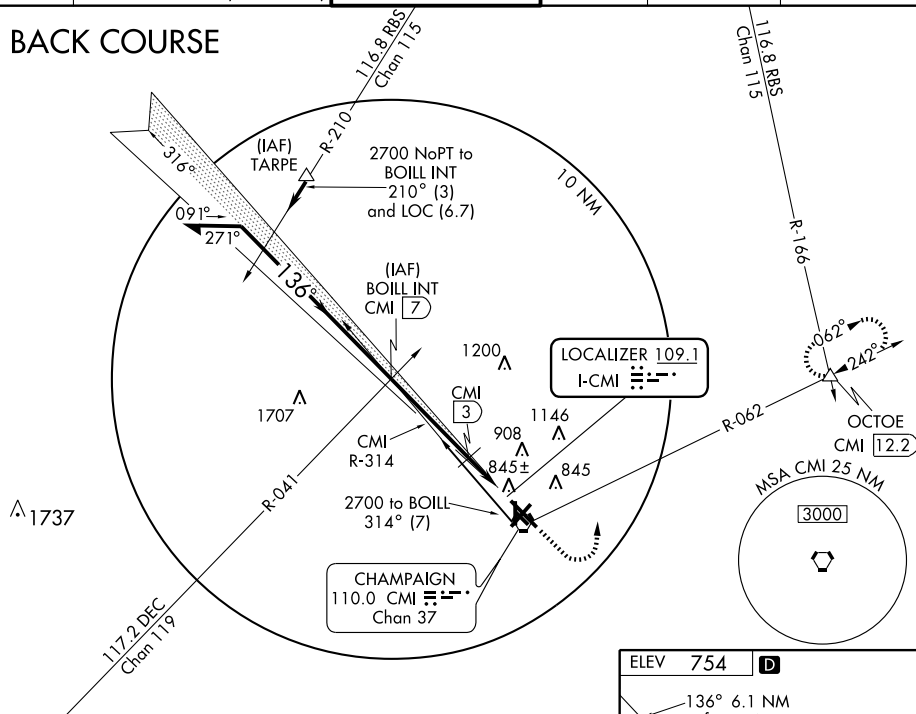 BACK COURSE
116.8 RBS
Chan 115
R-210
(IAF)
TARPE
2700 NoPT to
BOILL INT
210° (3)
and LOC (6.7)
10 NM
116.8 RBS
Chan 115
R-166
316°
091°
271°
136°
(IAF)
BOILL INT
CMI 7
1200
LOCALIZER 109.1
I-CMI
062°
242°
1707
CMI
3
1146
908
845±
845
CMI
R-314
R-062
OCTOE
CMI 12.2
R-041
2700 to BOILL
314° (7)
1737
MSA CMI 25 NM
3000
CHAMPAIGN
110.0 CMI
Chan 37
117.2 DEC
Chan 119
ELEV 754 D
136° 6.1 NM